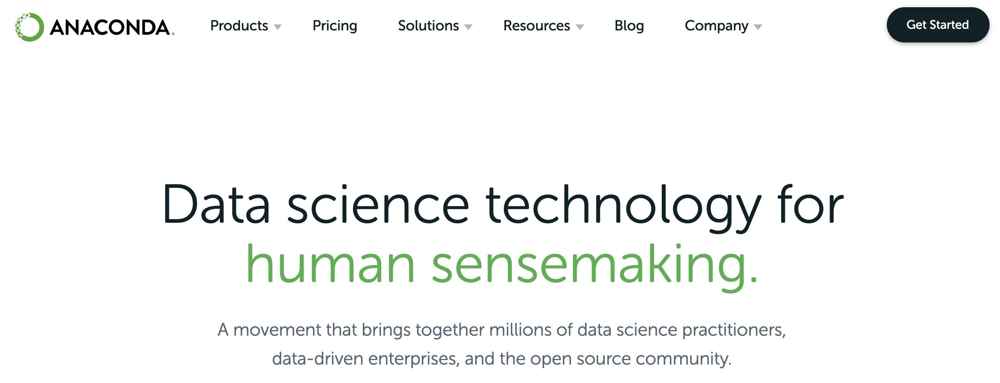 ANACONDA®
Products
Pricing
Solutions
Resources
Blog
Company
Get Started
Data science technology for
human sensemaking.
A movement that brings together millions of data science practitioners,
data-driven enterprises, and the open source community.